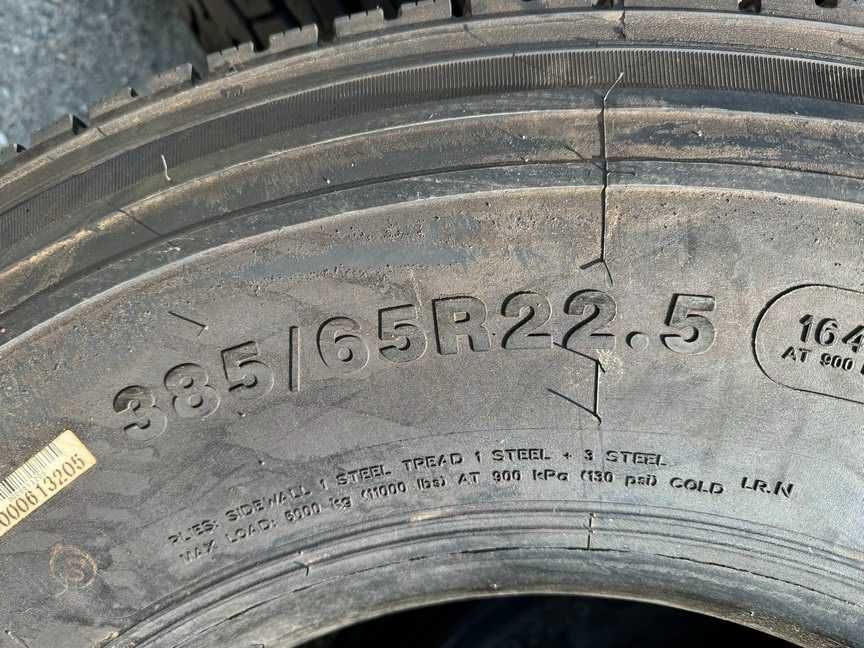 385/65R22.5
164
AT 900
PLIES: SIDEWALL 1 STEEL TREAD 1 STEEL + 3 STEEL
MAX LOAD: 5000 kg (11000 lbs) AT 900 kPa (130 psi) COLD LR.N
000613205